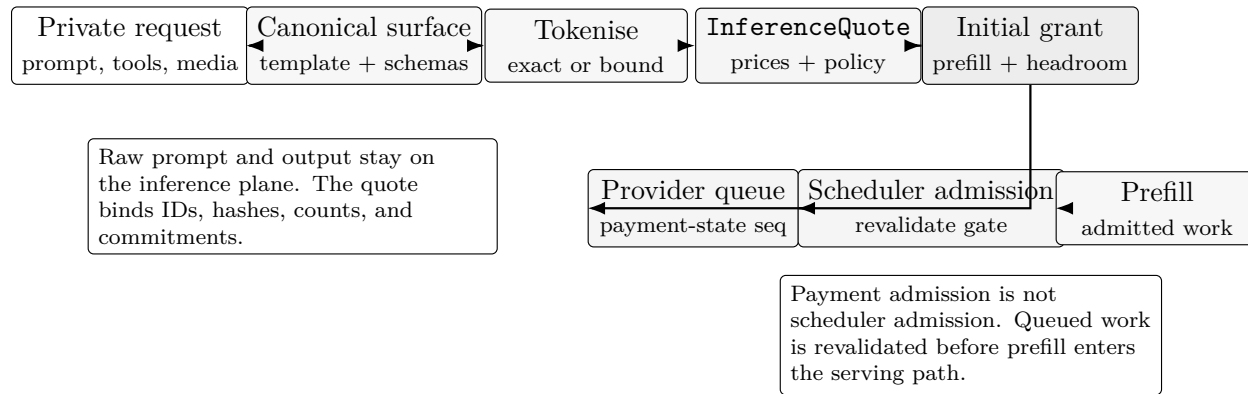 Private request
prompt, tools, media
Canonical surface
template + schemas
Tokenise
exact or bound
InferenceQuote
prices + policy
Initial grant
prefill + headroom
Raw prompt and output stay on
the inference plane. The quote
binds IDs, hashes, counts, and
commitments.
Provider queue
payment-state seq
Scheduler admission
revalidate gate
Prefill
admitted work
Payment admission is not
scheduler admission. Queued work
is revalidated before prefill enters
the serving path.